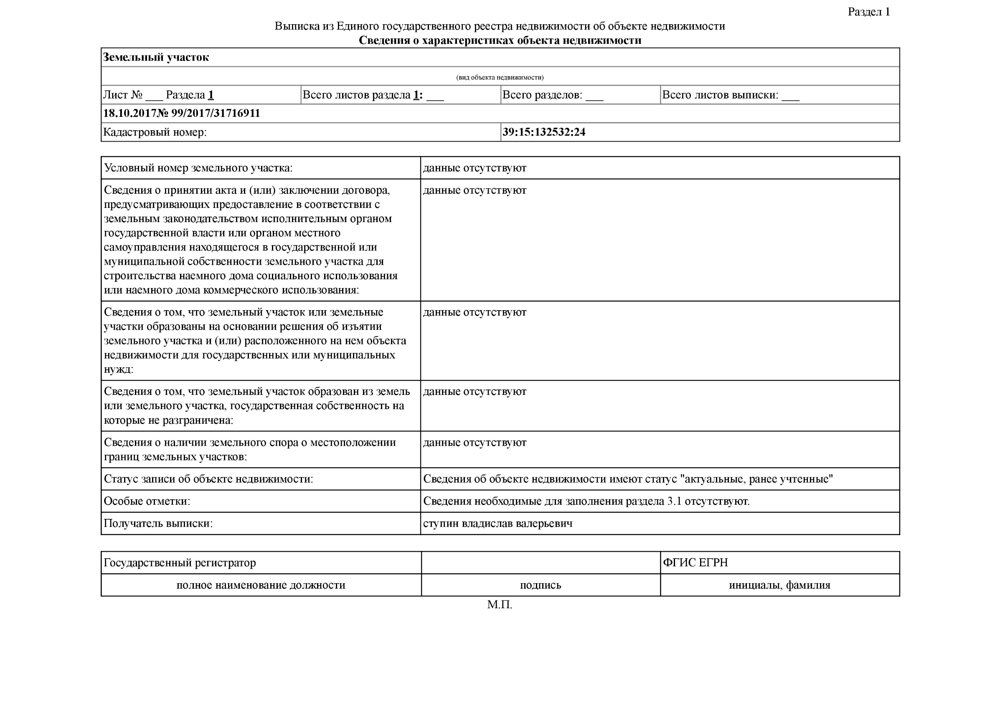 Раздел 1
Выписка из Единого государственного реестра недвижимости об объекте недвижимости
Сведения о характеристиках объекта недвижимости
Земельный участок
(вид объекта недвижимости)
Лист № ___ Раздела 1 Всего листов раздела 1: ___ Всего разделов: ___ Всего листов выписки: ___
18.10.2017№ 99/2017/31716911
Кадастровый номер: 39:15:132532:24
Условный номер земельного участка: данные отсутствуют
Сведения о принятии акта и (или) заключении договора, данные отсутствуют
предусматривающих предоставление в соответствии с
земельным законодательством исполнительным органом
государственной власти или органом местного
самоуправления находящегося в государственной или
муниципальной собственности земельного участка для
строительства наемного дома социального использования
или наемного дома коммерческого использования:
Сведения о том, что земельный участок или земельные данные отсутствуют
участки образованы на основании решения об изъятии
земельного участка и (или) расположенного на нем объекта
недвижимости для государственных или муниципальных
нужд:
Сведения о том, что земельный участок образован из земель данные отсутствуют
или земельного участка, государственная собственность на
которые не разграничена:
Сведения о наличии земельного спора о местоположении данные отсутствуют
границ земельных участков:
Статус записи об объекте недвижимости: Сведения об объекте недвижимости имеют статус "актуальные, ранее учтенные"
Особые отметки: Сведения необходимые для заполнения раздела 3.1 отсутствуют.
Получатель выписки: ступин владислав валерьевич
Государственный регистратор ФГИС ЕГРН
полное наименование должности подпись инициалы, фамилия
М.П.